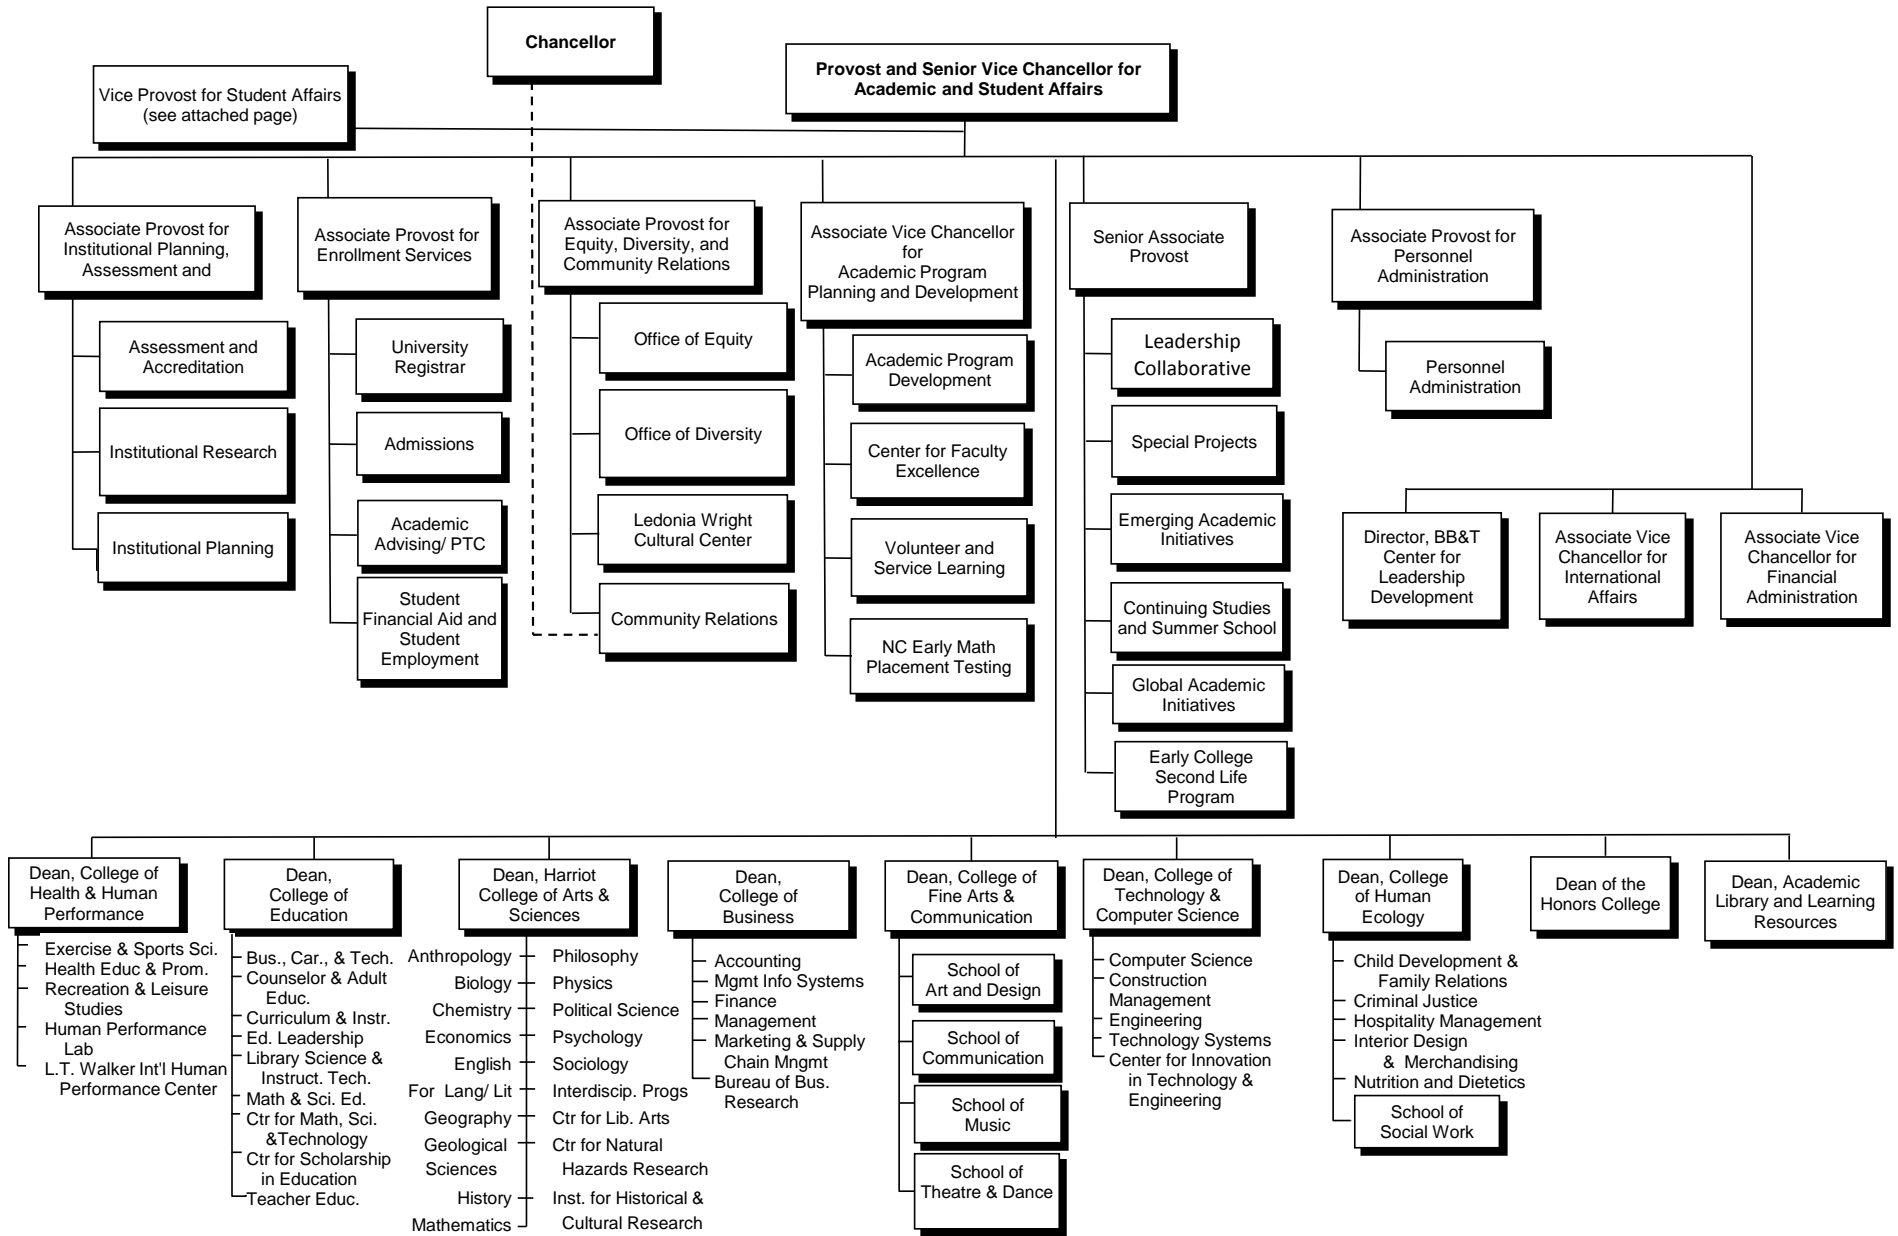 Chancellor
Provost and Senior Vice Chancellor for
Academic and Student Affairs
Vice Provost for Student Affairs
(see attached page)
Associate Provost for
Institutional Planning,
Assessment and
Assessment and
Accreditation
Institutional Research
Institutional Planning
Associate Provost for
Enrollment Services
University
Registrar
Admissions
Academic
Advising/ PTC
Student
Financial Aid and
Student
Employment
Associate Provost for
Equity, Diversity, and
Community Relations
Office of Equity
Office of Diversity
Ledonia Wright
Cultural Center
Community Relations
Associate Vice Chancellor
for
Academic Program
Planning and Development
Academic Program
Development
Center for Faculty
Excellence
Volunteer and
Service Learning
NC Early Math
Placement Testing
Senior Associate
Provost
Leadership
Collaborative
Special Projects
Emerging Academic
Initiatives
Continuing Studies
and Summer School
Global Academic
Initiatives
Early College
Second Life
Program
Associate Provost for
Personnel
Administration
Personnel
Administration
Director, BB&T
Center for
Leadership
Development
Associate Vice
Chancellor for
International
Affairs
Associate Vice
Chancellor for
Financial
Administration
Dean, College of
Health & Human
Performance
Exercise & Sports Sci.
Health Educ & Prom.
Recreation & Leisure
Studies
Human Performance
Lab
L.T. Walker Int'l Human
Performance Center
Dean,
College of
Education
Bus., Car., & Tech.
Counselor & Adult
Educ.
Curriculum & Instr.
Ed. Leadership
Library Science &
Instruct. Tech.
Math & Sci. Ed.
Ctr for Math, Sci.
&Technology
Ctr for Scholarship
in Education
Teacher Educ.
Dean, Harriot
College of Arts &
Sciences
Anthropology
Biology
Chemistry
Economics
English
For Lang/ Lit
Geography
Geological
Sciences
History
Mathematics
Philosophy
Physics
Political Science
Psychology
Sociology
Interdiscip. Progs
Ctr for Lib. Arts
Ctr for Natural
Hazards Research
Inst. for Historical &
Cultural Research
Dean,
College of
Business
Accounting
Mgmt Info Systems
Finance
Management
Marketing & Supply
Chain Mngmt
Bureau of Bus.
Research
Dean, College of
Fine Arts &
Communication
School of
Art and Design
School of
Communication
School of
Music
School of
Theatre & Dance
Dean, College of
Technology &
Computer Science
Computer Science
Construction
Management
Engineering
Technology Systems
Center for Innovation
in Technology &
Engineering
Dean, College
of Human
Ecology
Child Development &
Family Relations
Criminal Justice
Hospitality Management
Interior Design
& Merchandising
Nutrition and Dietetics
School of
Social Work
Dean of the
Honors College
Dean, Academic
Library and Learning
Resources